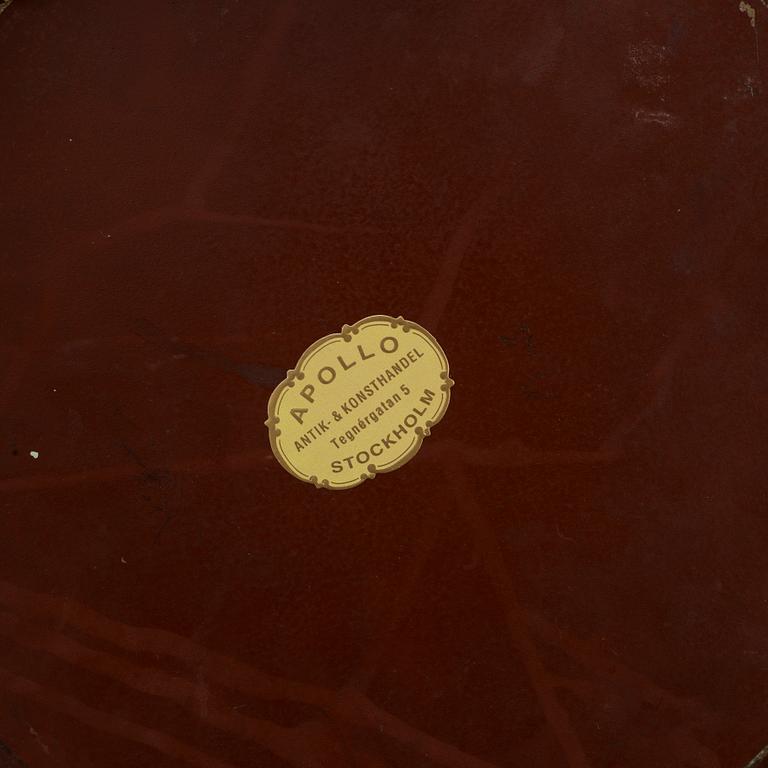 APOLLO
ANTIK- & KONSTHANDEL
Tegnérgatan 5
STOCKHOLM